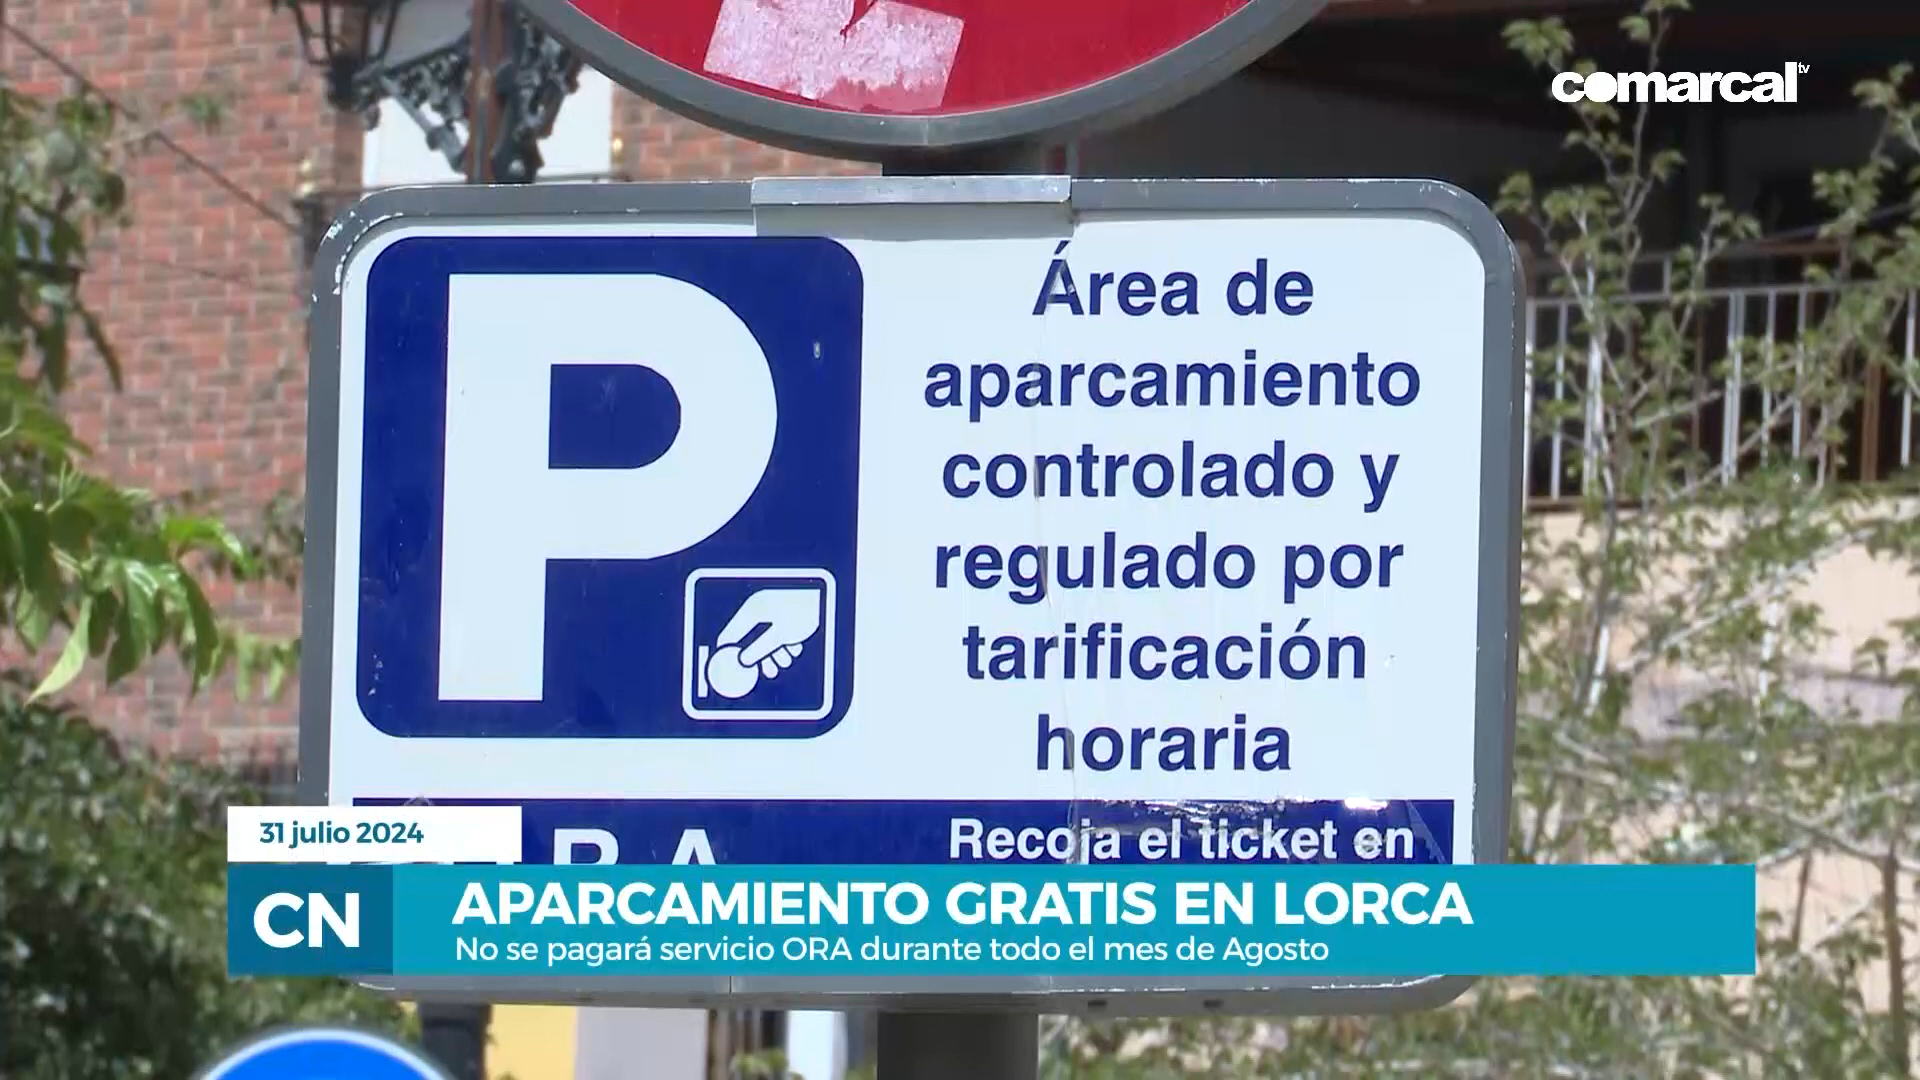 comarcal tv
P
Área de
aparcamiento
controlado y
regulado por
tarificación
horaria
Recoja el ticket en
31 julio 2024
CN
APARCAMIENTO GRATIS EN LORCA
No se pagará servicio ORA durante todo el mes de Agosto